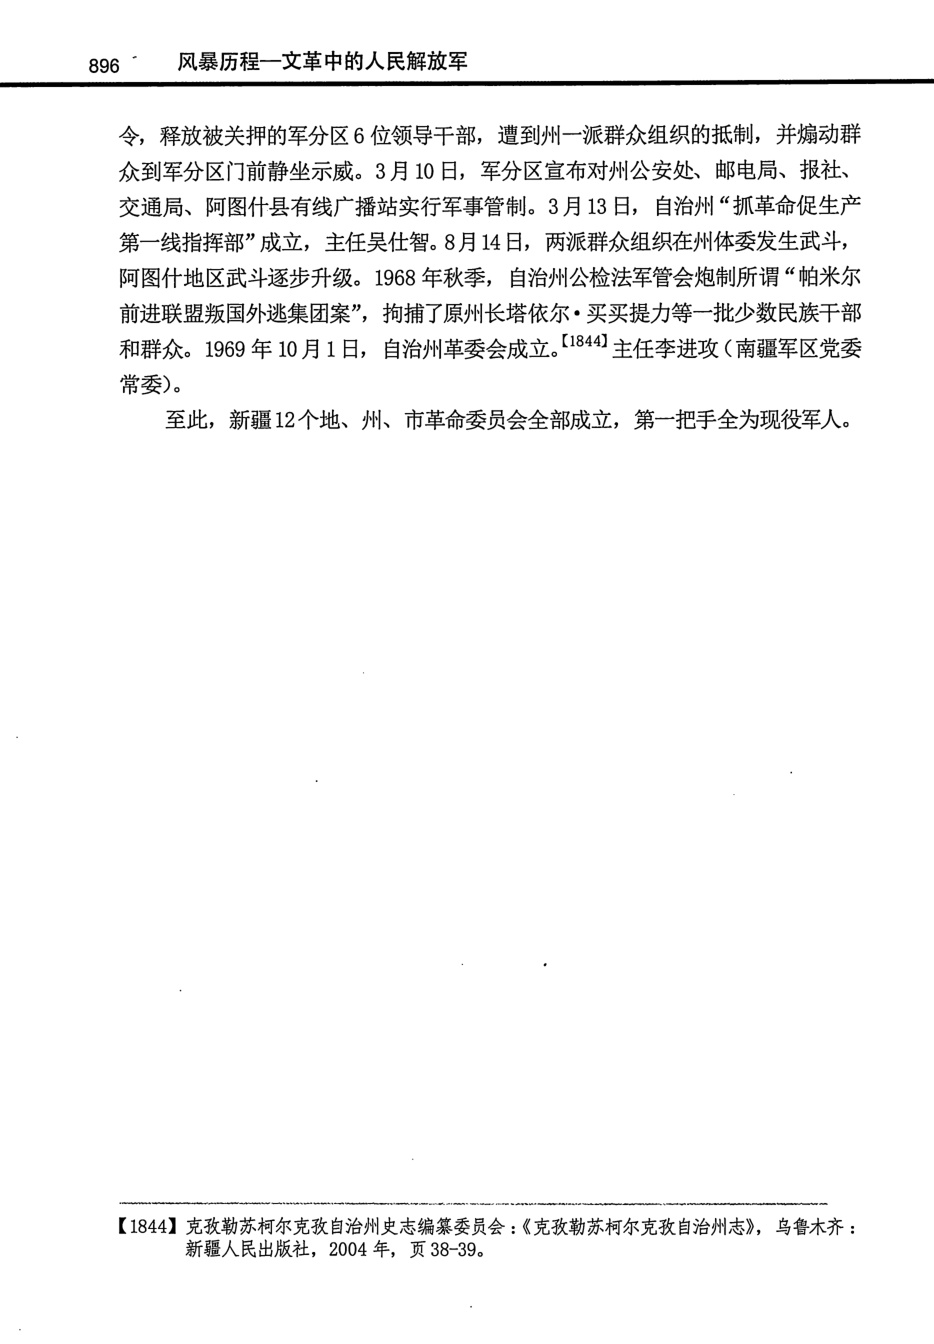 896 风暴历程—文革中的人民解放军
令，释放被关押的军分区6位领导干部，遭到州一派群众组织的抵制，并煽动群
众到军分区门前静坐示威。3月10日，军分区宣布对州公安处、邮电局、报社、
交通局、阿图什县有线广播站实行军事管制。3月13日，自治州“抓革命促生产
第一线指挥部”成立，主任吴仕智。8月14日，两派群众组织在州体委发生武斗，
阿图什地区武斗逐步升级。1968年秋季，自治州公检法军管会炮制所谓“帕米尔
前进联盟叛国外逃集团案”，拘捕了原州长塔依尔·买买提力等一批少数民族干部
和群众。1969年10月1日，自治州革委会成立。【1844】主任李进攻（南疆军区党委
常委）。
至此，新疆12个地、州、市革命委员会全部成立，第一把手全为现役军人。
【1844】克孜勒苏柯尔克孜自治州史志编纂委员会：《克孜勒苏柯尔克孜自治州志》，乌鲁木齐：
新疆人民出版社，2004年，页38-39。